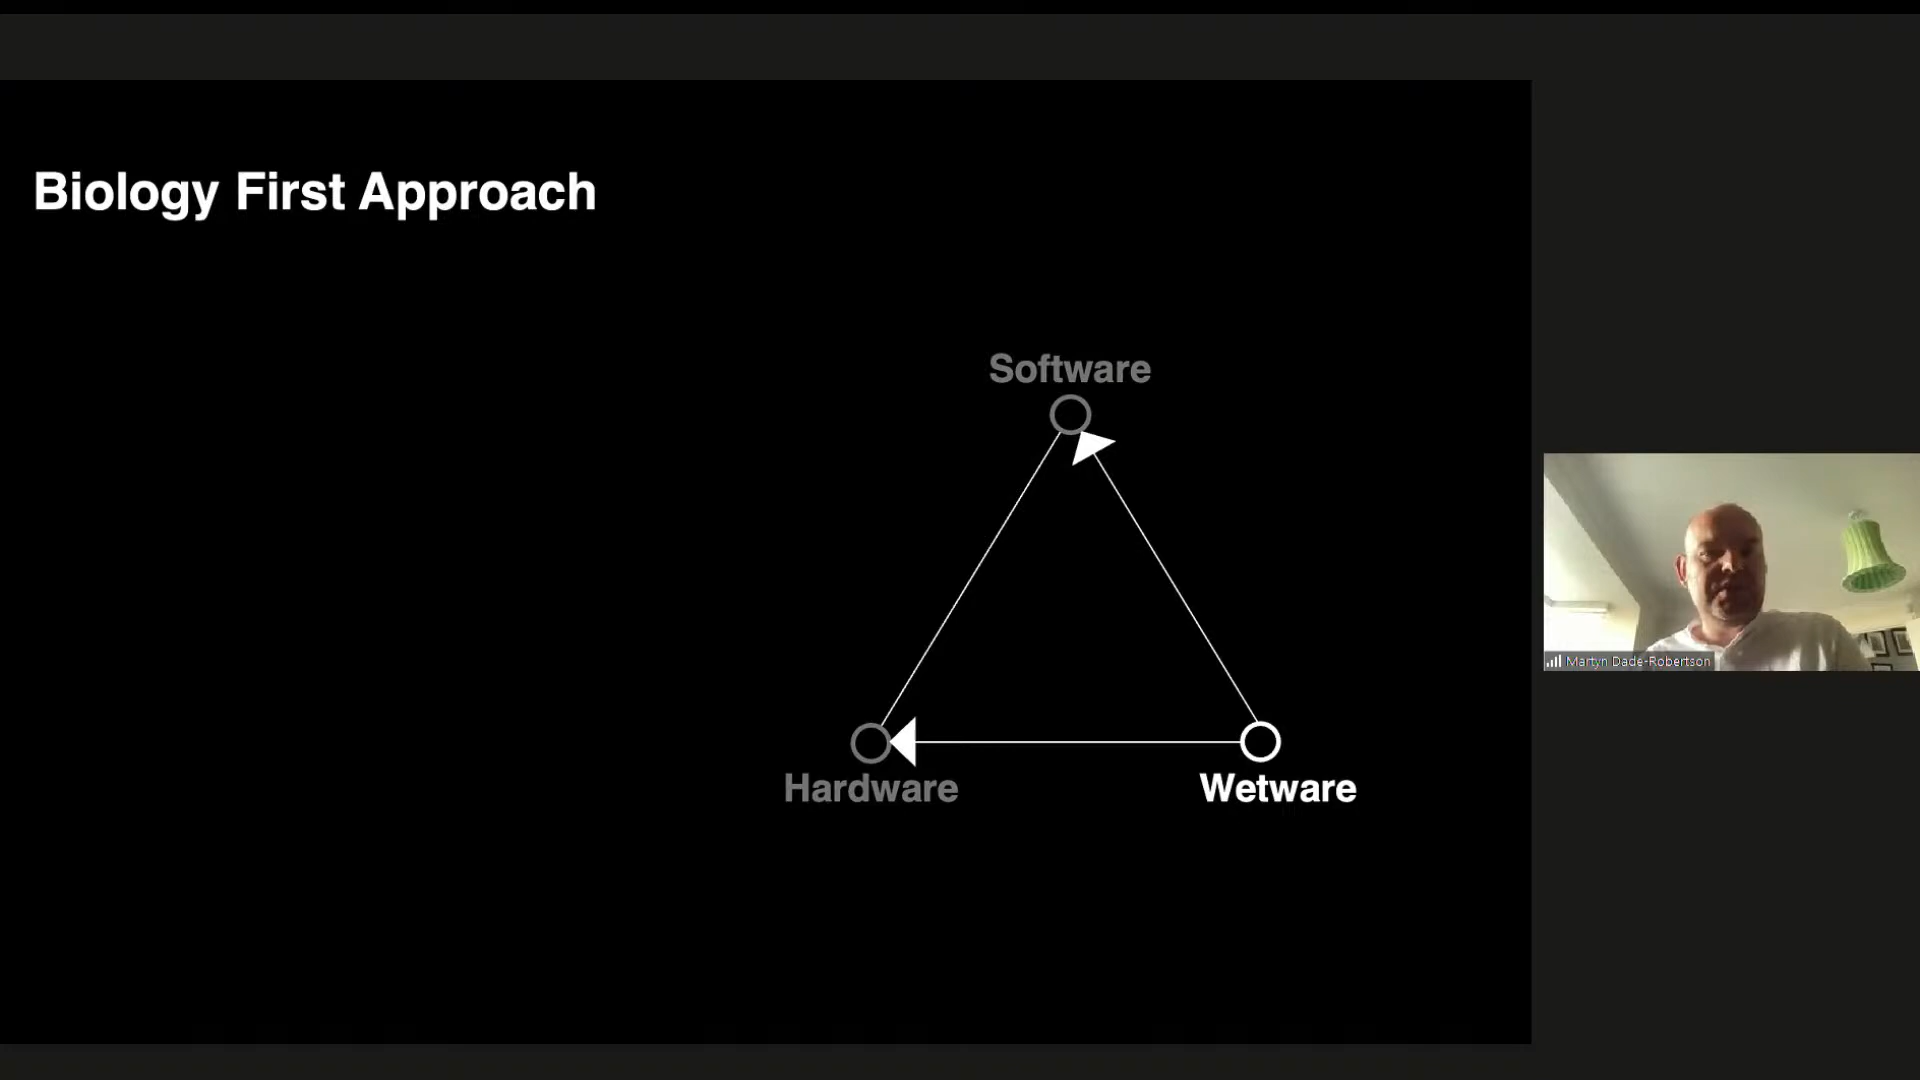 Biology First Approach
Software
Hardware
Wetware
Martyn Dade-Robertson